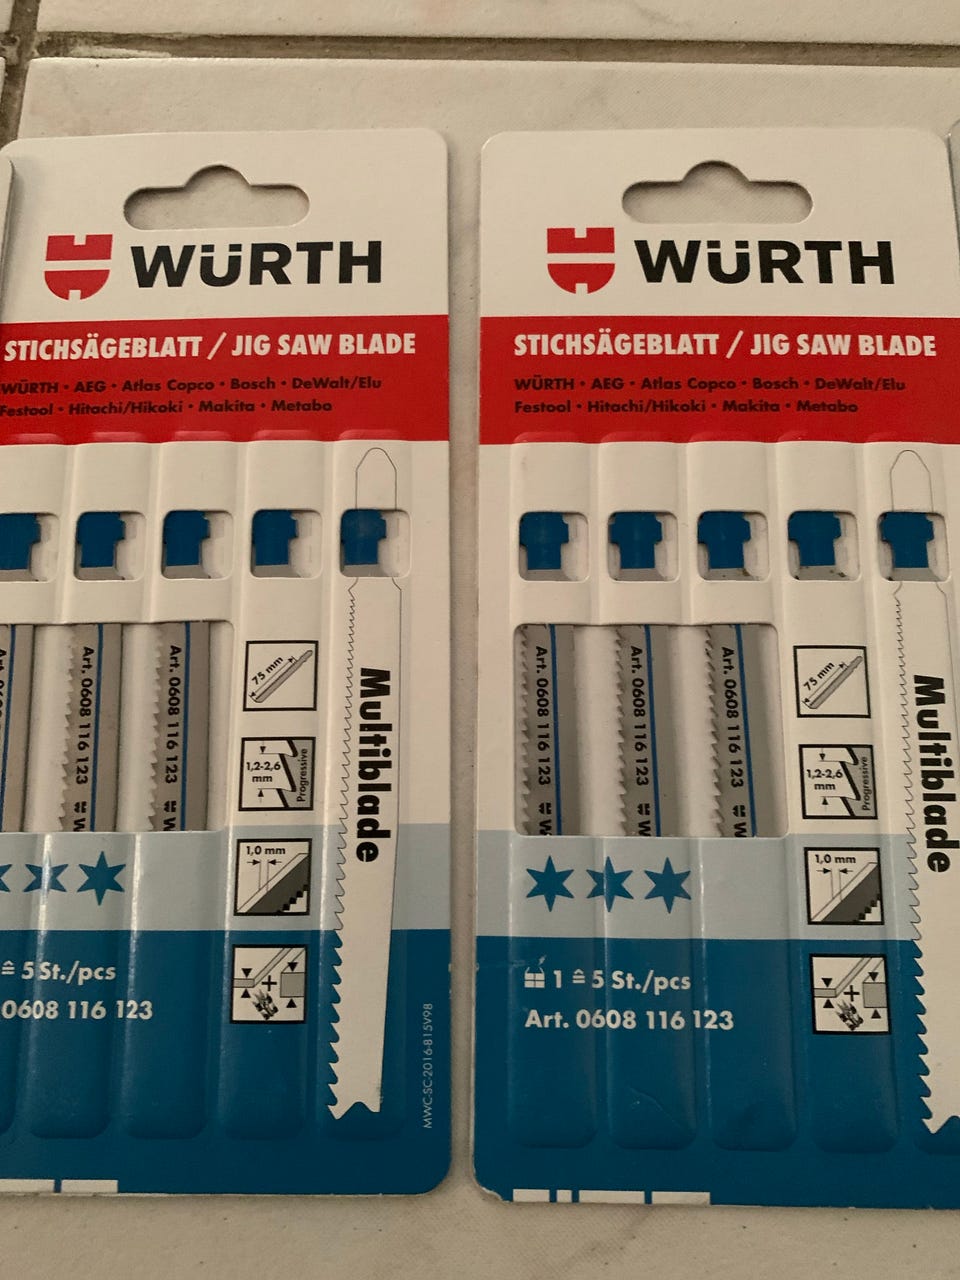 WÜRTH
STICHSÄGEBLATT / JIG SAW BLADE
WÜRTH • AEG • Atlas Copco • Bosch • DeWalt/Elu
Festool • Hitachi/Hikoki • Makita • Metabo
Art. 0608 116 123
Art. 0608 116 123
75 mm
1,2-2,6
mm
Progressive
1,0 mm
Multiblade
≙ 5 St./pcs
0608 116 123
MWC-SC-2016-815V98
WÜRTH
STICHSÄGEBLATT / JIG SAW BLADE
WÜRTH • AEG • Atlas Copco • Bosch • DeWalt/Elu
Festool • Hitachi/Hikoki • Makita • Metabo
Art. 0608 116 123
Art. 0608 116 123
Art. 0608 116 123
75 mm
1,2-2,6
mm
Progressive
1,0 mm
Multiblade
1 ≙ 5 St./pcs
Art. 0608 116 123